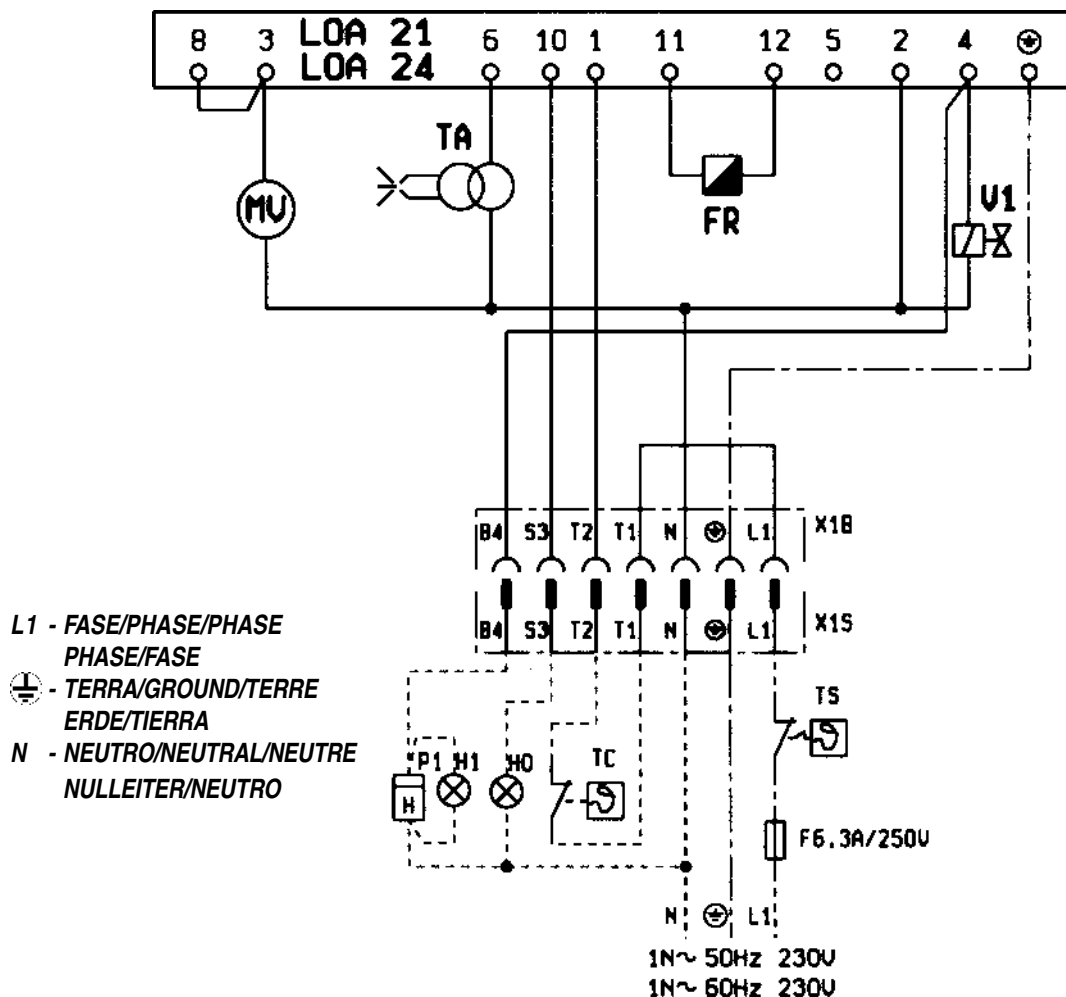 8 3 LOA 21 6 10 1 11 12 5 2 4
LOA 24
TA
MV
FR
V1
B4 S3 T2 T1 N L1 X1B
B4 S3 T2 T1 N L1 X1S
L1 - FASE/PHASE/PHASE
PHASE/FASE
- TERRA/GROUND/TERRE
ERDE/TIERRA
N - NEUTRO/NEUTRAL/NEUTRE
NULLEITER/NEUTRO
TS
P1 H1 H0 TC
H
F6.3A/250V
N L1
1N~ 50Hz 230V
1N~ 60Hz 230V